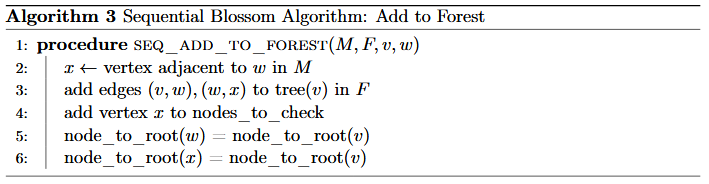 Algorithm 3 Sequential Blossom Algorithm: Add to Forest
1: procedure SEQ_ADD_TO_FOREST(M, F, v, w)
2: x ← vertex adjacent to w in M
3: add edges (v, w), (w, x) to tree(v) in F
4: add vertex x to nodes_to_check
5: node_to_root(w) = node_to_root(v)
6: node_to_root(x) = node_to_root(v)